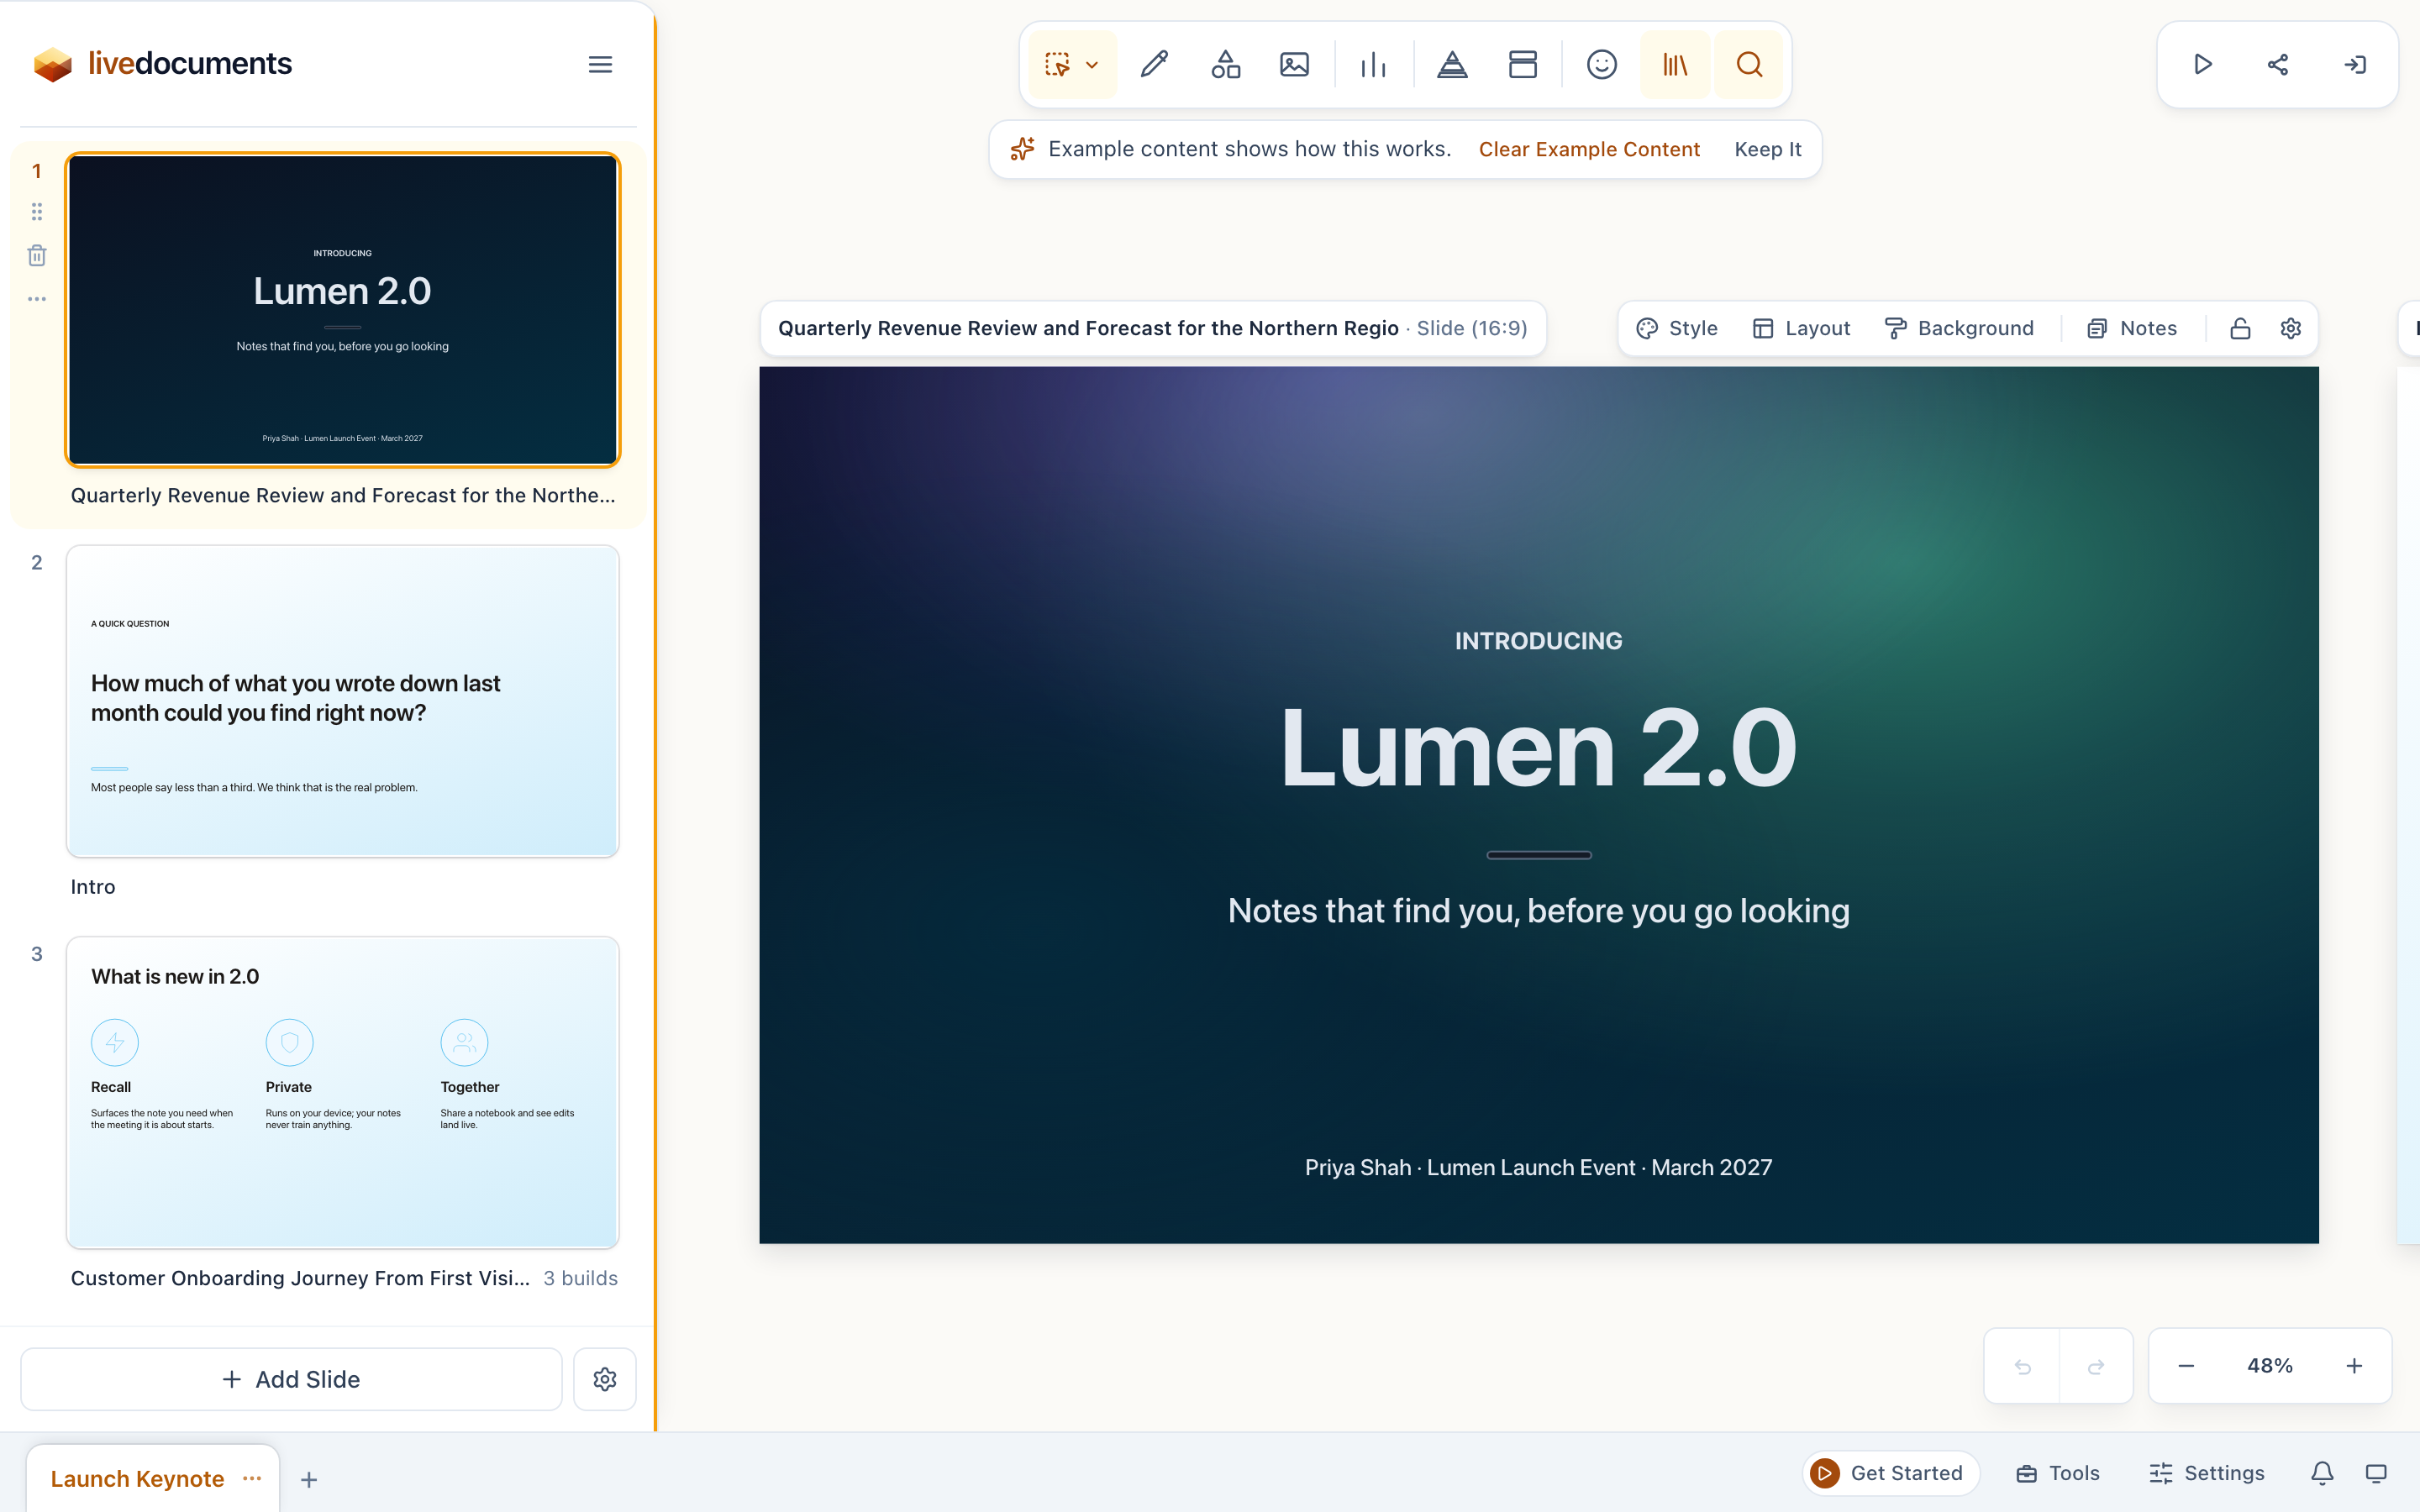 livedocuments
1
INTRODUCING
Lumen 2.0
Notes that find you, before you go looking
Priya Shah · Lumen Launch Event · March 2027
Quarterly Revenue Review and Forecast for the Northe...
2
A QUICK QUESTION
How much of what you wrote down last
month could you find right now?
Most people say less than a third. We think that is the real problem.
Intro
3
What is new in 2.0
Recall
Surfaces the note you need when
the meeting it is about starts.
Private
Runs on your device; your notes
never train anything.
Together
Share a notebook and see edits
land live.
Customer Onboarding Journey From First Visi... 3 builds
Add Slide
Example content shows how this works. Clear Example Content Keep It
Quarterly Revenue Review and Forecast for the Northern Regio · Slide (16:9)
Style Layout Background Notes
INTRODUCING
Lumen 2.0
Notes that find you, before you go looking
Priya Shah · Lumen Launch Event · March 2027
48%
Launch Keynote
Get Started Tools Settings